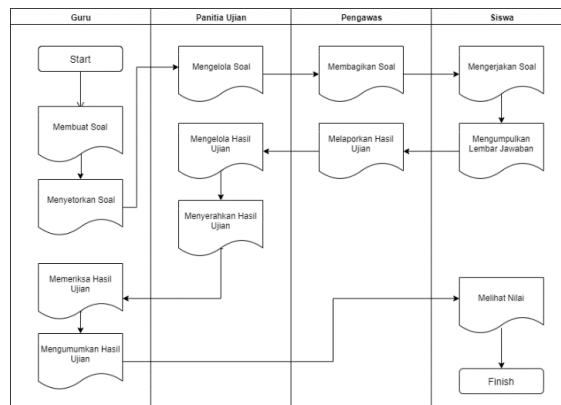 Guru
Panitia Ujian
Pengawas
Siswa
Start
Mengelola Soal
Membagikan Soal
Mengerjakan Soal
Membuat Soal
Mengelola Hasil
Ujian
Melaporkan Hasil
Ujian
Mengumpulkan
Lembar Jawaban
Menyetorkan Soal
Menyerahkan Hasil
Ujian
Memeriksa Hasil
Ujian
Melihat Nilai
Mengumumkan Hasil
Ujian
Finish